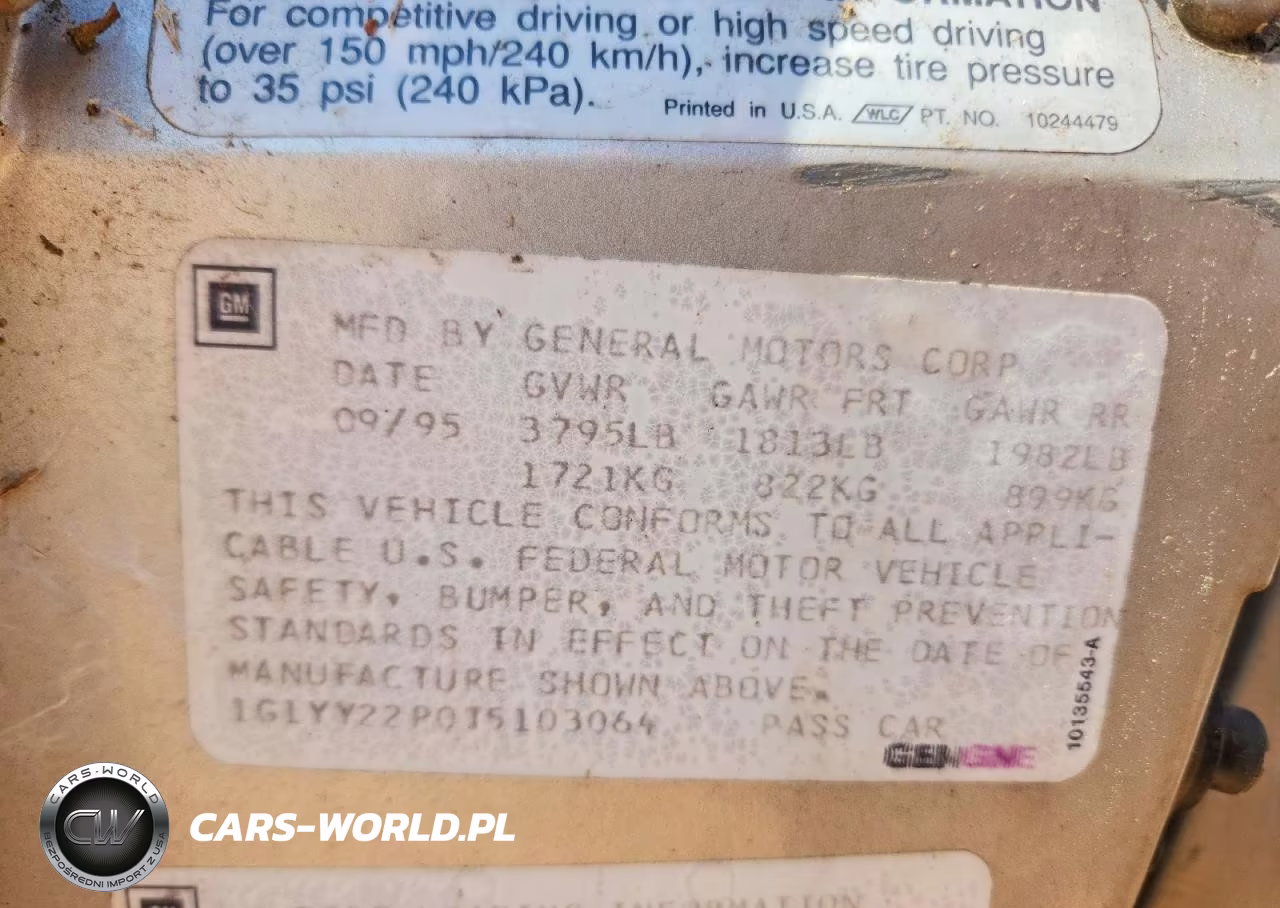 For competitive driving or high speed driving
(over 150 mph/240 km/h), increase tire pressure
to 35 psi (240 kPa).
Printed in U.S.A. WLC PT. NO. 10244479
GM
MFD BY GENERAL MOTORS CORP
DATE GVWR GAWR FRT GAWR RR
09/95 3795LB 1813LB 1982LB
1721KG 822KG 899KG
THIS VEHICLE CONFORMS TO ALL APPLI-
CABLE U.S. FEDERAL MOTOR VEHICLE
SAFETY, BUMPER, AND THEFT PREVENTION
STANDARDS IN EFFECT ON THE DATE OF
MANUFACTURE SHOWN ABOVE.
1G1YY22P0T5103064 PASS CAR
10135543-A
CARS-WORLD
CW
BEZPOŚREDNI IMPORT Z USA
CARS-WORLD.PL
INFORMATION